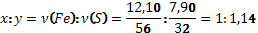 x:y = ν(Fe):ν(S) = 12,10/56 : 7,90/32 = 1:1,14